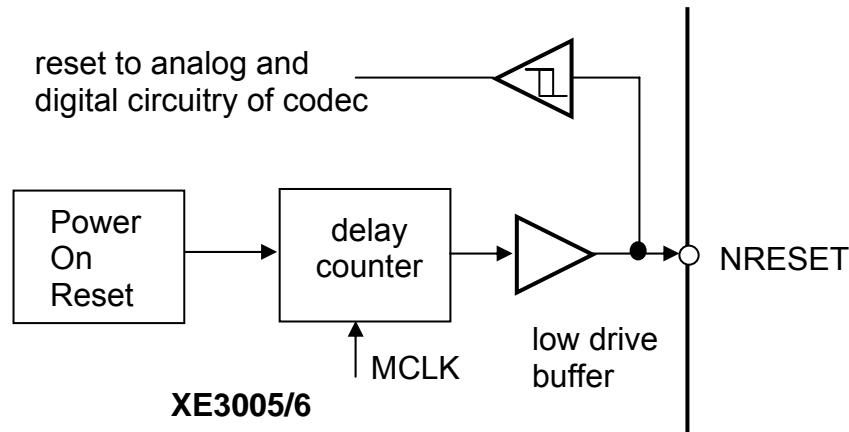 reset to analog and
digital circuitry of codec
Power
On
Reset
delay
counter
NRESET
low drive
buffer
MCLK
XE3005/6